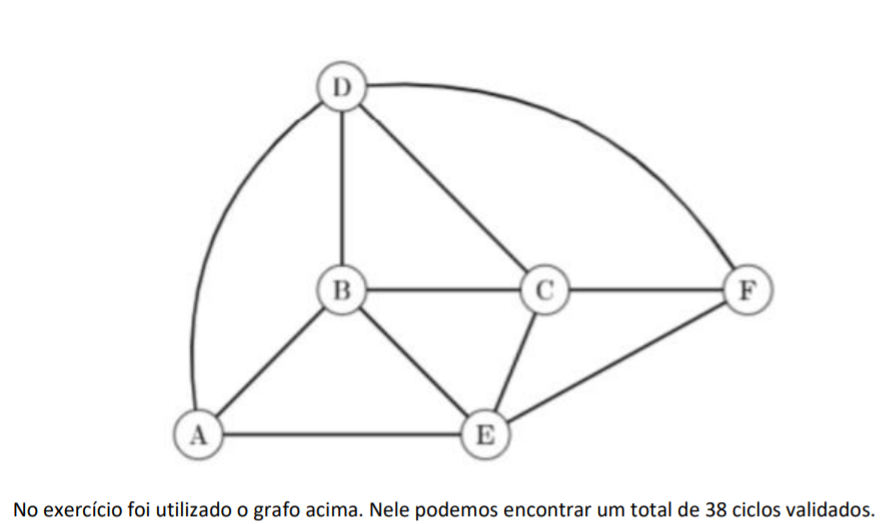 D
B
C
F
A
E
No exercício foi utilizado o grafo acima. Nele podemos encontrar um total de 38 ciclos validados.